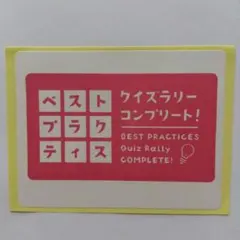 ベスト
プラク
ティス
クイズラリー
コンプリート!
BEST PRACTICES
Quiz Rally
COMPLETE!